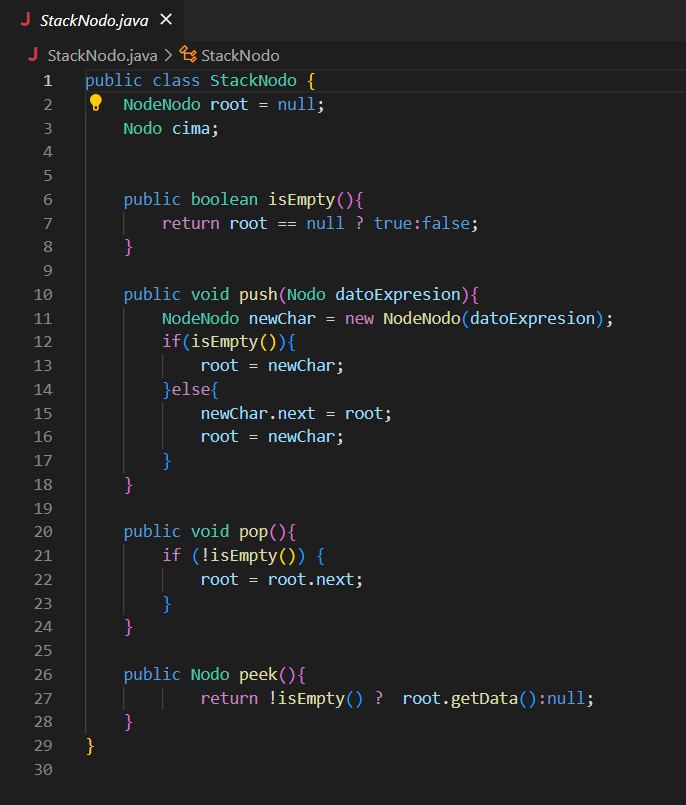 J StackNodo.java ×
J StackNodo.java > StackNodo
1 public class StackNodo {
2     NodeNodo root = null;
3     Nodo cima;
4
5
6     public boolean isEmpty(){
7         return root == null ? true:false;
8     }
9
10     public void push(Nodo datoExpresion){
11         NodeNodo newChar = new NodeNodo(datoExpresion);
12         if(isEmpty()){
13             root = newChar;
14         }else{
15             newChar.next = root;
16             root = newChar;
17         }
18     }
19
20     public void pop(){
21         if (!isEmpty()) {
22             root = root.next;
23         }
24     }
25
26     public Nodo peek(){
27             return !isEmpty() ?  root.getData():null;
28     }
29 }
30